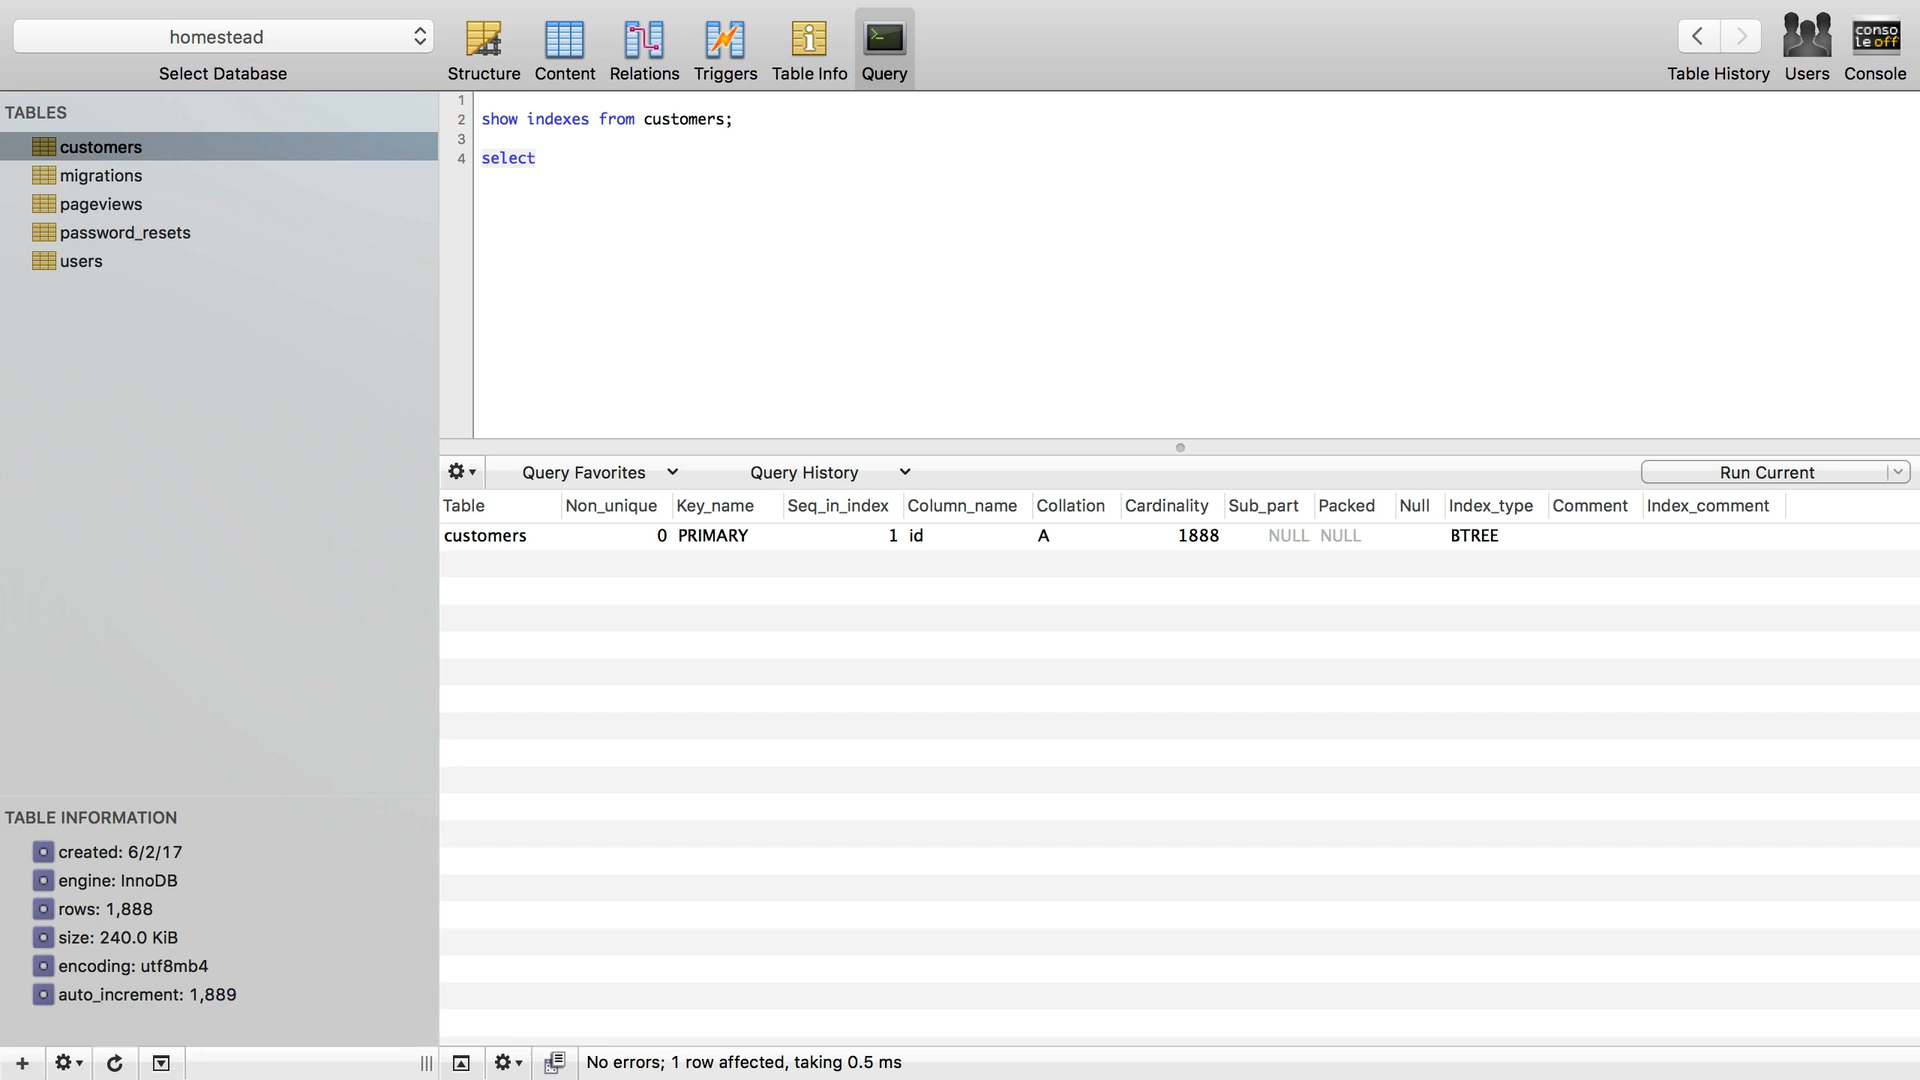 homestead
Select Database
Structure
Content
Relations
Triggers
Table Info
Query
Table History
Users
conso
le off
Console
TABLES
customers
migrations
pageviews
password_resets
users
1
2 show indexes from customers;
3
4 select
Query Favorites
Query History
Run Current
Table Non_unique Key_name Seq_in_index Column_name Collation Cardinality Sub_part Packed Null Index_type Comment Index_comment
customers 0 PRIMARY 1 id A 1888 NULL NULL BTREE
TABLE INFORMATION
created: 6/2/17
engine: InnoDB
rows: 1,888
size: 240.0 KiB
encoding: utf8mb4
auto_increment: 1,889
No errors; 1 row affected, taking 0.5 ms